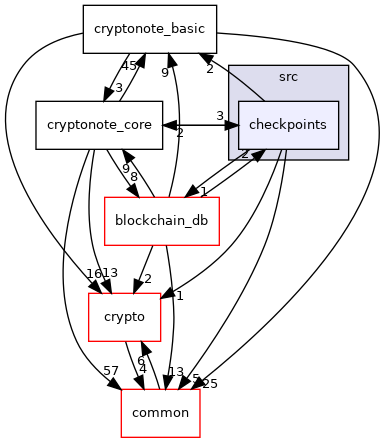 cryptonote_basic
45
3
9
2
src
cryptonote_core
3
2
checkpoints
9
8
2
1
blockchain_db
16
13
2
1
crypto
6
4
57
13
5
25
common